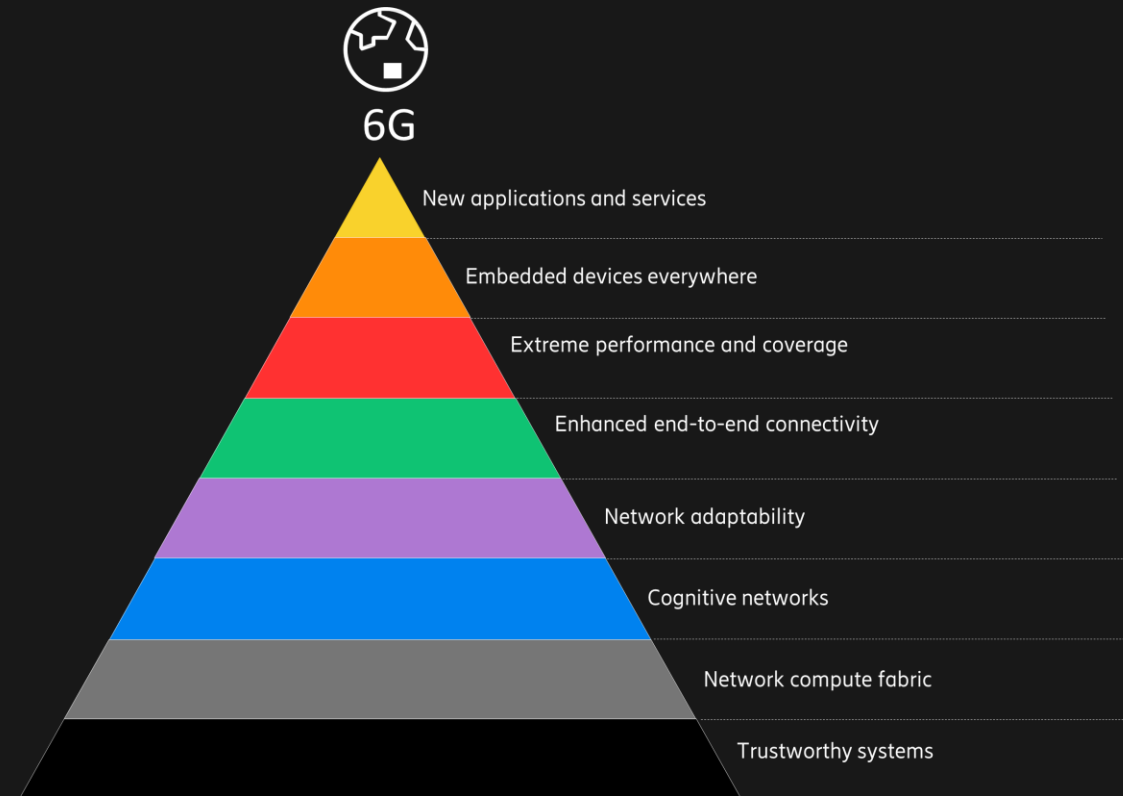 6G
New applications and services
Embedded devices everywhere
Extreme performance and coverage
Enhanced end-to-end connectivity
Network adaptability
Cognitive networks
Network compute fabric
Trustworthy systems